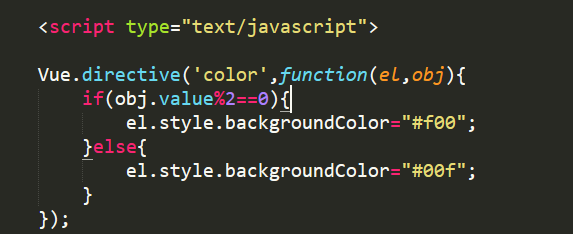 <script type="text/javascript">
Vue.directive('color',function(el,obj){
if(obj.value%2==0){
el.style.backgroundColor="#f00";
}else{
el.style.backgroundColor="#00f";
}
});